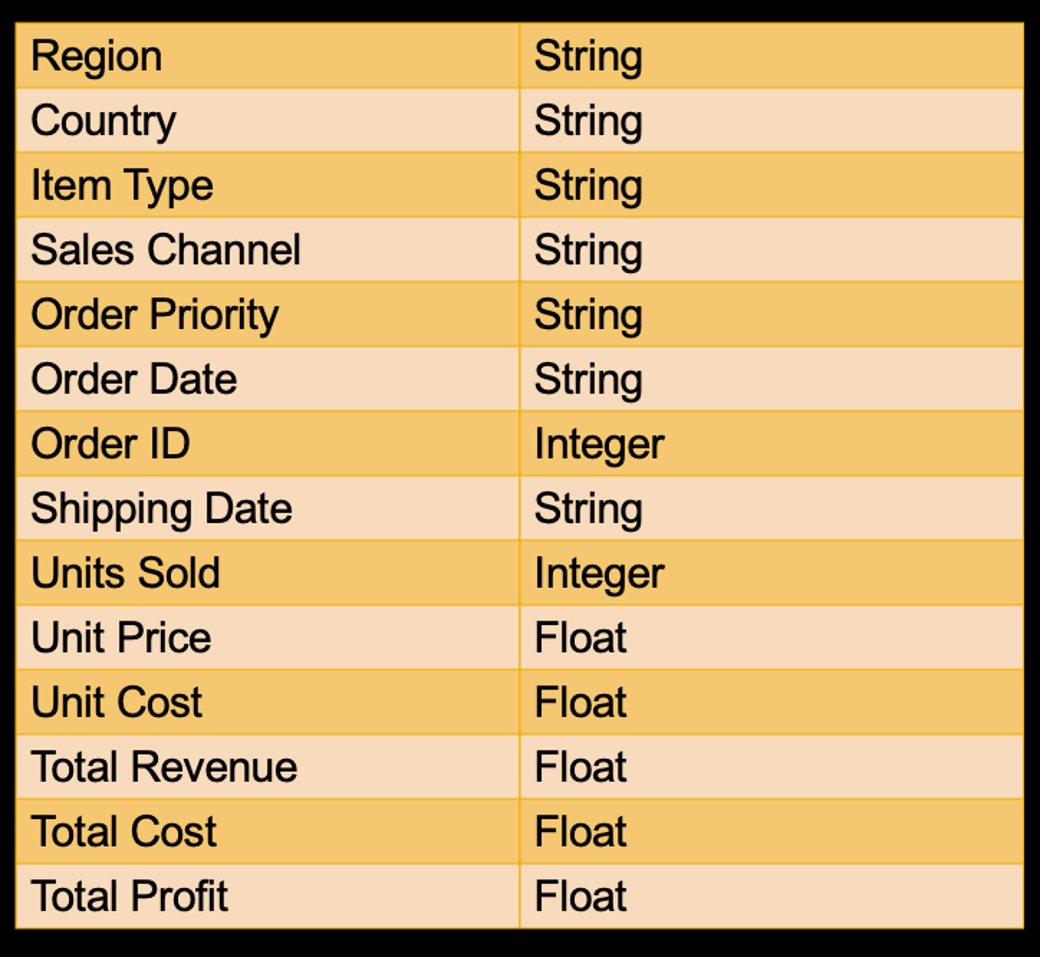 Region String
Country String
Item Type String
Sales Channel String
Order Priority String
Order Date String
Order ID Integer
Shipping Date String
Units Sold Integer
Unit Price Float
Unit Cost Float
Total Revenue Float
Total Cost Float
Total Profit Float